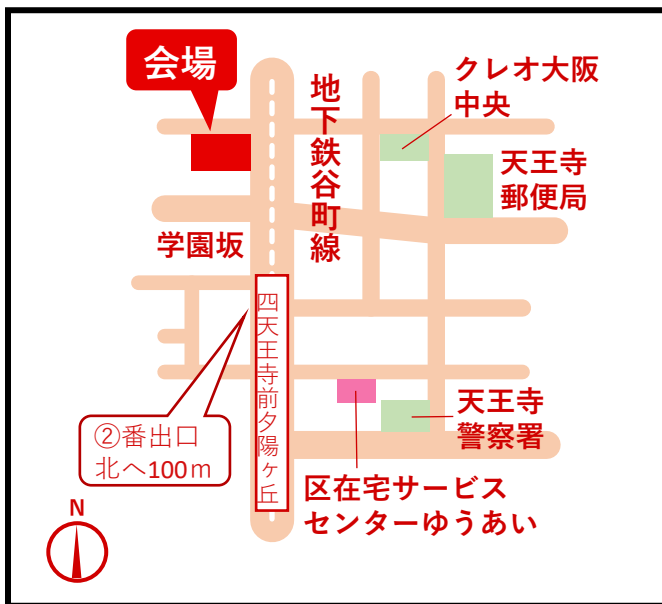 会場
地下鉄谷町線
クレオ大阪
中央
天王寺
郵便局
学園坂
四天王寺前夕陽ヶ丘
②番出口
北へ100m
天王寺
警察署
区在宅サービス
センターゆうあい
N